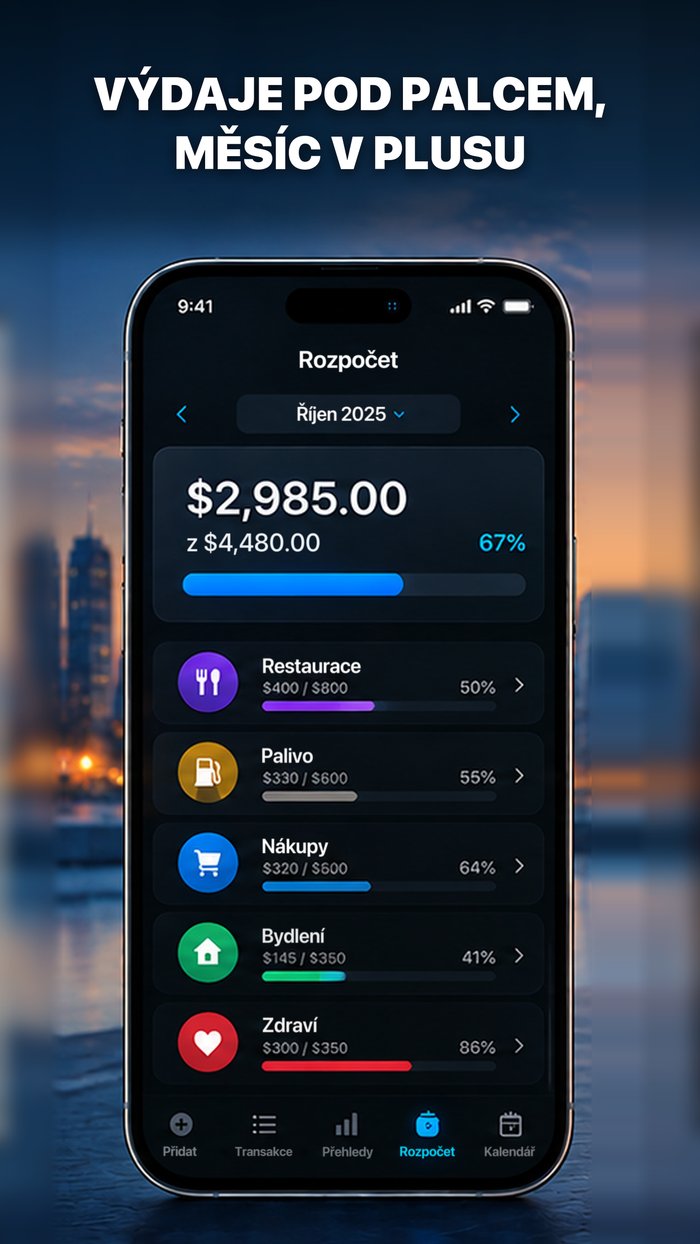 VÝDAJE POD PALCEM,
MĚSÍC V PLUSU
9:41
Rozpočet
Říjen 2025
$2,985.00
z $4,480.00
67%
Restaurace
$400 / $800
50%
Palivo
$330 / $600
55%
Nákupy
$320 / $600
64%
Bydlení
$145 / $350
41%
Zdraví
$300 / $350
86%
Přidat
Transakce
Přehledy
Rozpočet
Kalendář